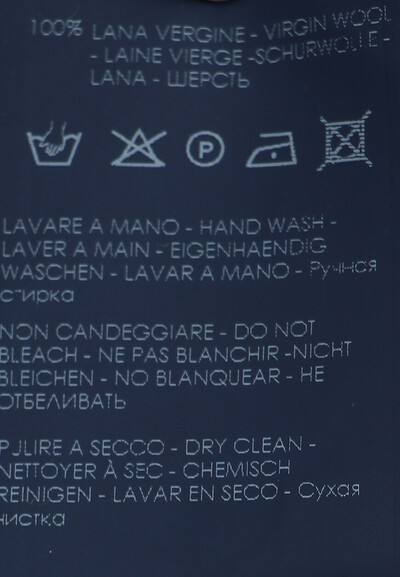 100% LANA VERGINE - VIRGIN WOOL
- LAINE VIERGE -SCHURWOLLE -
LANA - ШЕРСТЬ
P
LAVARE A MANO - HAND WASH -
LAVER A MAIN - EIGENHAENDIG
WASCHEN - LAVAR A MANO - Ручная
стирка
NON CANDEGGIARE - DO NOT
BLEACH - NE PAS BLANCHIR -NICHT
BLEICHEN - NO BLANQUEAR - НЕ
ОТБЕЛИВАТЬ
PULIRE A SECCO - DRY CLEAN -
NETTOYER À SEC - CHEMISCH
REINIGEN - LAVAR EN SECO - Сухая
чистка